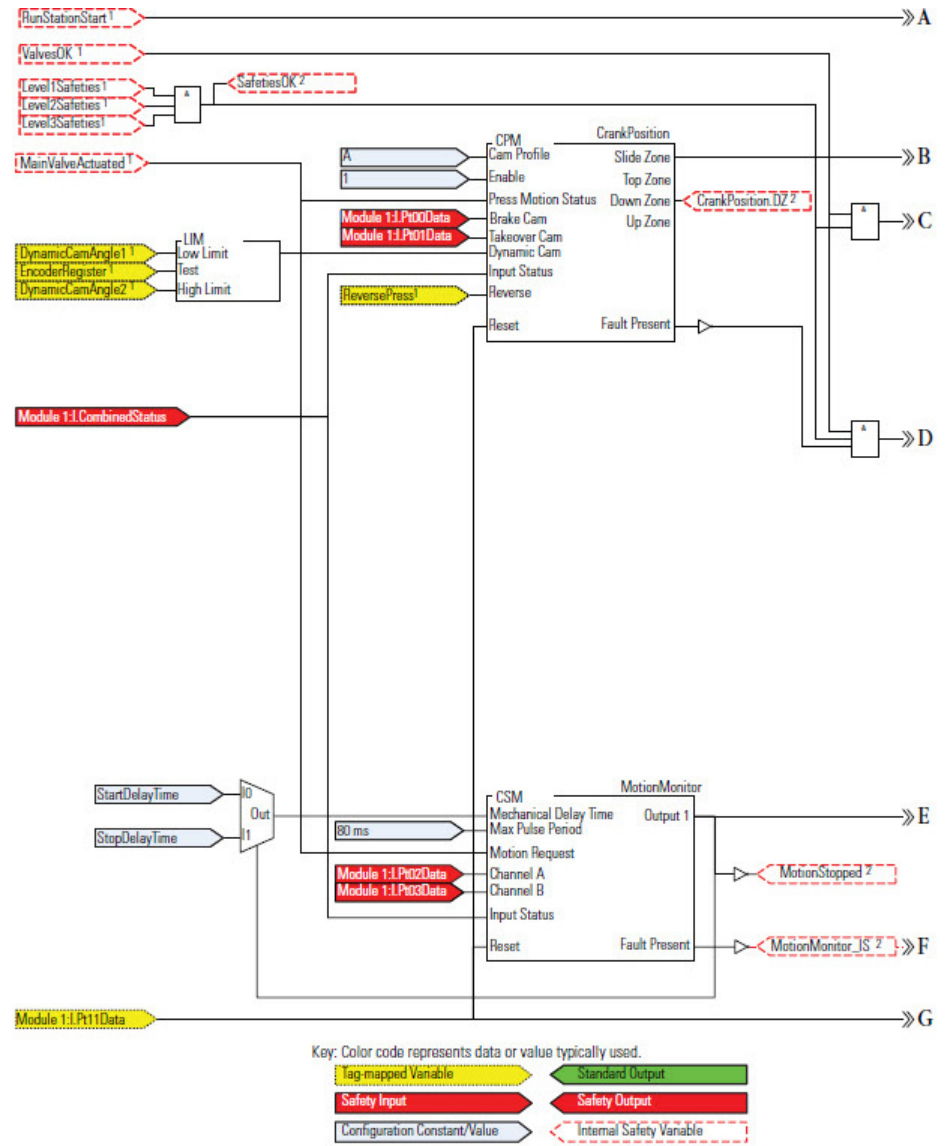 RunStationStart 1
A
ValvesOK 1
Level1Safeties 1
Level2Safeties 1
Level3Safeties1
&
SafetiesOK 2
CPM
CrankPosition
A
Cam Profile
Slide Zone
B
MainValveActuated 1
1
Enable
Top Zone
Press Motion Status
Down Zone
CrankPosition.DZ 2
&
C
Module 1:I.Pt00Data
Brake Cam
Up Zone
Module 1:I.Pt01Data
Takeover Cam
LIM
DynamicCamAngle1 1
Low Limit
Dynamic Cam
EncoderRegister 1
Test
Input Status
DynamicCamAngle2 1
High Limit
ReversePress1
Reverse
Reset
Fault Present
Module 1:I.CombinedStatus
&
D
StartDelayTime
I0
Out
StopDelayTime
I1
CSM
MotionMonitor
Mechanical Delay Time
Output 1
E
80 ms
Max Pulse Period
Motion Request
Module 1:I.Pt02Data
Channel A
MotionStopped 2
Module 1:I.Pt03Data
Channel B
Input Status
Reset
Fault Present
MotionMonitor_IS 2
F
Module 1:I.Pt11Data
G
Key: Color code represents data or value typically used.
Tag-mapped Variable
Standard Output
Safety Input
Safety Output
Configuration Constant/Value
Internal Safety Variable